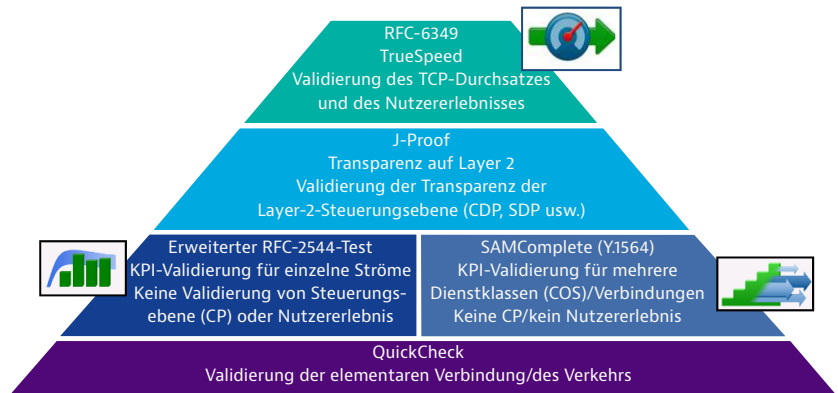 RFC-6349
TrueSpeed
Validierung des TCP-Durchsatzes
und des Nutzererlebnisses
J-Proof
Transparenz auf Layer 2
Validierung der Transparenz der
Layer-2-Steuerungsebene (CDP, SDP usw.)
Erweiterter RFC-2544-Test
KPI-Validierung für einzelne Ströme
Keine Validierung von Steuerungs-
ebene (CP) oder Nutzererlebnis
SAMComplete (Y.1564)
KPI-Validierung für mehrere
Dienstklassen (COS)/Verbindungen
Keine CP/kein Nutzererlebnis
QuickCheck
Validierung der elementaren Verbindung/des Verkehrs